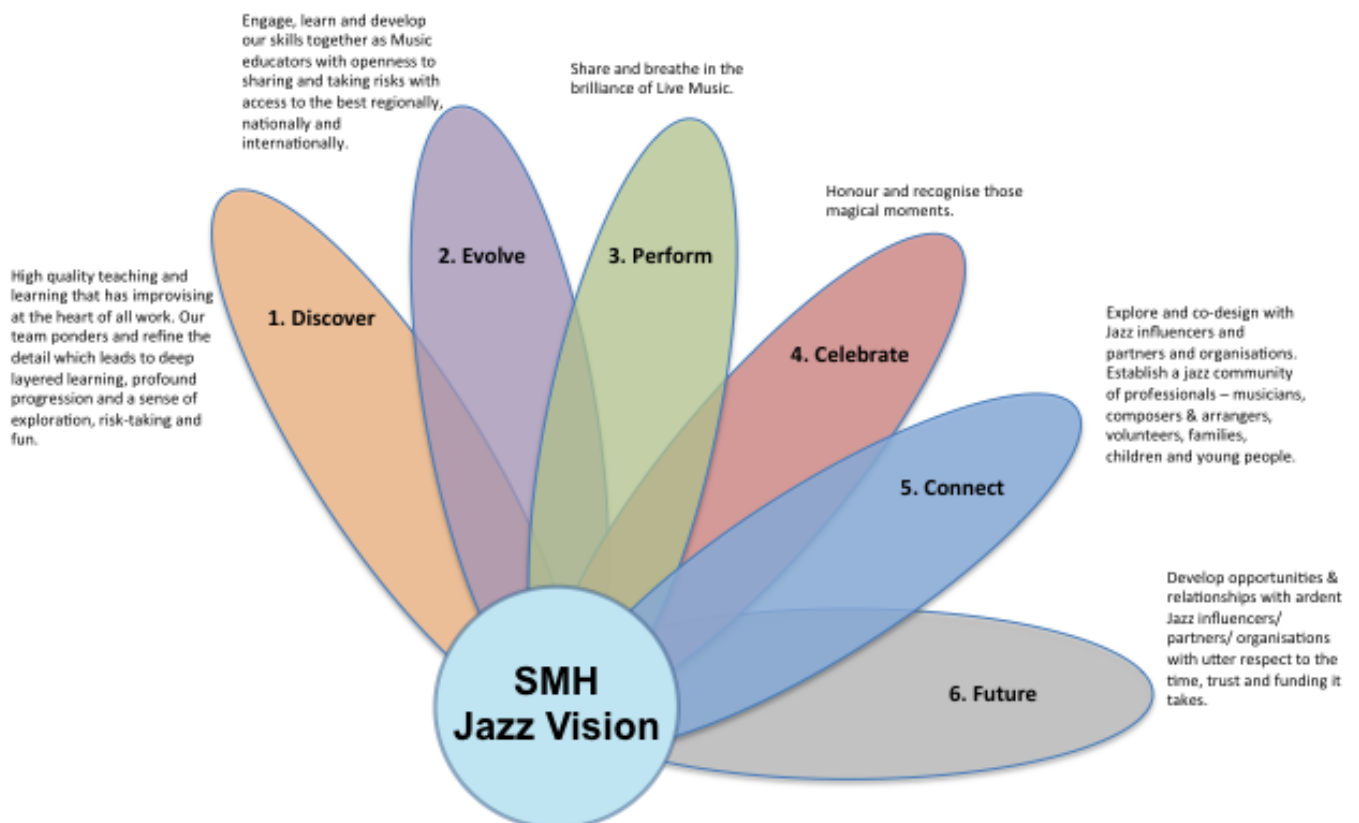 Engage, learn and develop
our skills together as Music
educators with openness to
sharing and taking risks with
access to the best regionally,
nationally and
internationally.
Share and breathe in the
brilliance of Live Music.
Honour and recognise those
magical moments.
High quality teaching and
learning that has improvising
at the heart of all work. Our
team ponders and refine the
detail which leads to deep
layered learning, profound
progression and a sense of
exploration, risk-taking and
fun.
1. Discover
2. Evolve
3. Perform
4. Celebrate
Explore and co-design with
Jazz influencers and
partners and organisations.
Establish a jazz community
of professionals – musicians,
composers & arrangers,
volunteers, families,
children and young people.
5. Connect
Develop opportunities &
relationships with ardent
Jazz influencers/
partners/ organisations
with utter respect to the
time, trust and funding it
takes.
6. Future
SMH
Jazz Vision